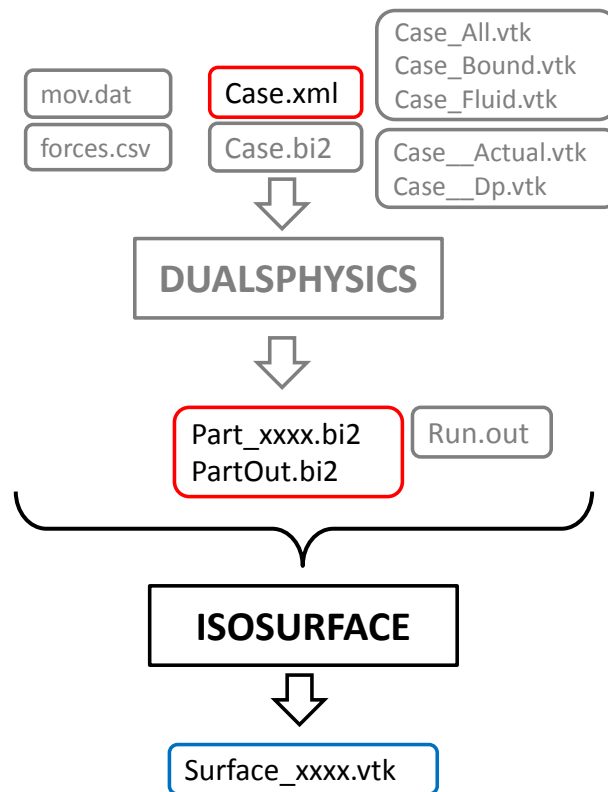 mov.dat
forces.csv
Case.xml
Case.bi2
Case_All.vtk
Case_Bound.vtk
Case_Fluid.vtk
Case__Actual.vtk
Case__Dp.vtk
DUALSPHYSICS
Part_xxxx.bi2
PartOut.bi2
Run.out
ISOSURFACE
Surface_xxxx.vtk